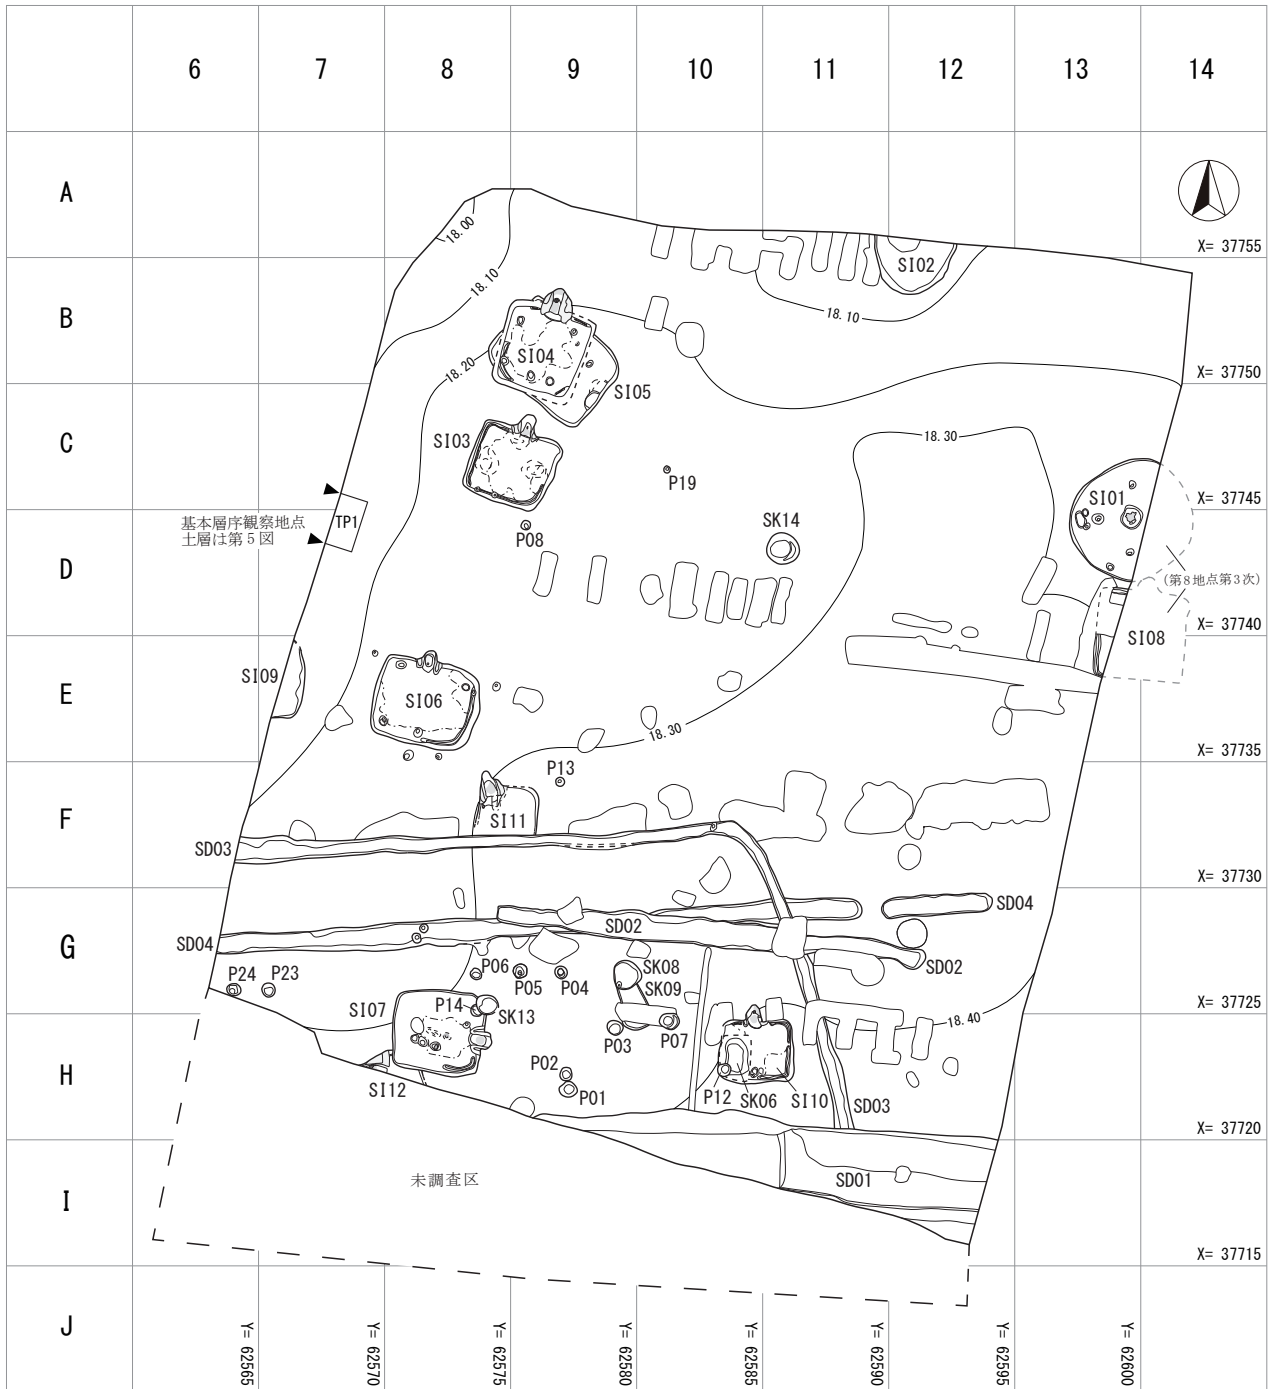 6 7 8 9 10 11 12 13 14
A
X= 37755
18.00
SI02
18.10
B
18.10
SI04
18.20
X= 37750
SI05
C
SI03
18.30
P19
SI01
X= 37745
基本層序観察地点
土層は第5図
TP1
P08
SK14
D
(第8地点第3次)
X= 37740
SI08
SI09
E
SI06
18.30
X= 37735
P13
F
SI11
SD03
X= 37730
SD04
SD02
G
SD04
SD02
P24 P23
P06
P05
P04
SK08
SK09
X= 37725
SI07
P14
SK13
P03
P07
18.40
H
P02
P01
SI12
P12
SK06
SI10
SD03
X= 37720
未調査区
SD01
I
X= 37715
J
Y= 62565
Y= 62570
Y= 62575
Y= 62580
Y= 62585
Y= 62590
Y= 62595
Y= 62600